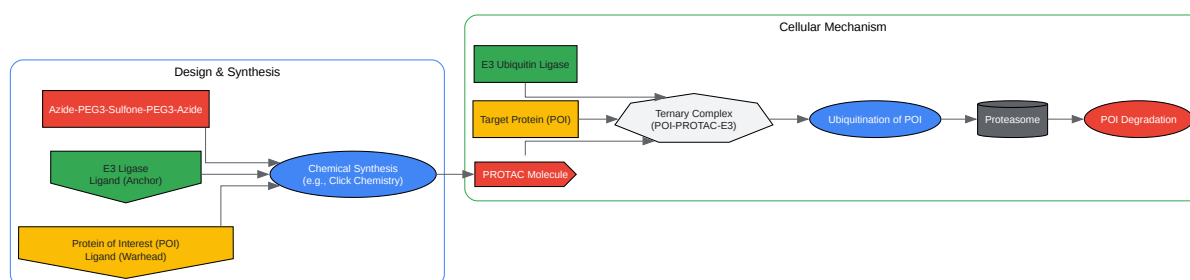 Design & Synthesis
Azide-PEG3-Sulfone-PEG3-Azide
E3 Ligase
Ligand (Anchor)
Protein of Interest (POI)
Ligand (Warhead)
Chemical Synthesis
(e.g., Click Chemistry)
Cellular Mechanism
E3 Ubiquitin Ligase
Target Protein (POI)
PROTAC Molecule
Ternary Complex
(POI-PROTAC-E3)
Ubiquitination of POI
Proteasome
POI Degradation